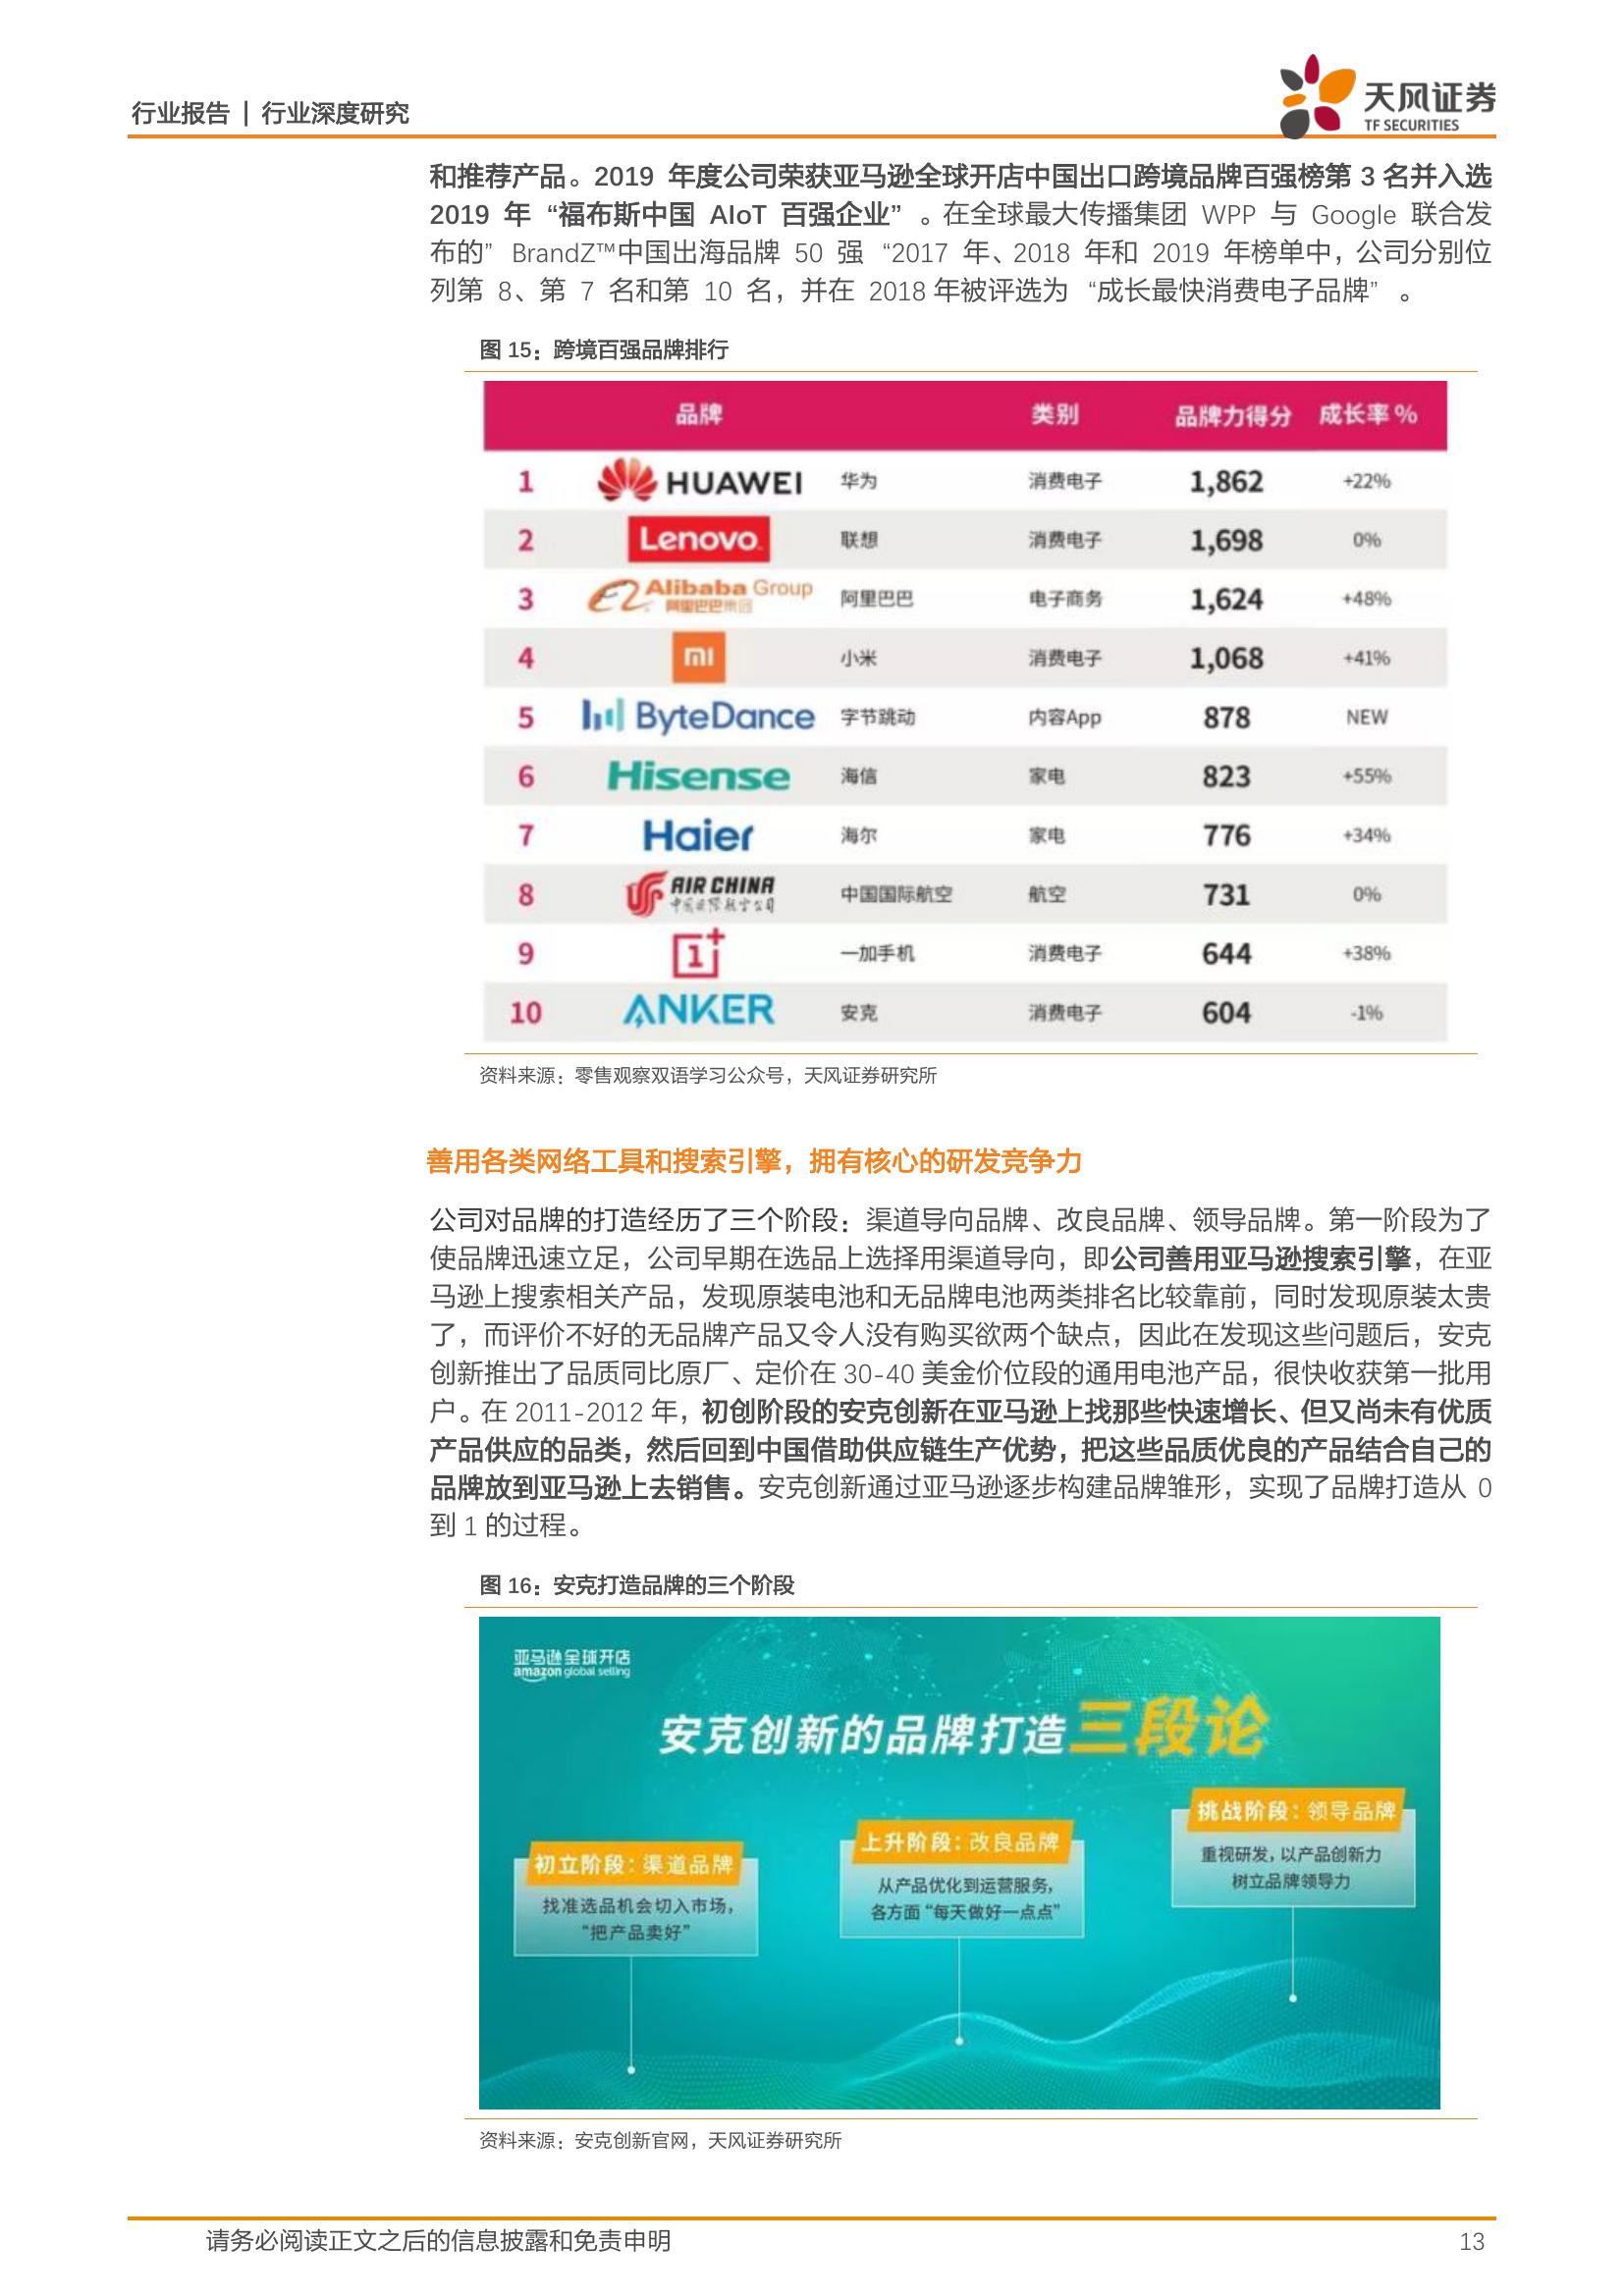 行业报告 | 行业深度研究
天风证券
TF SECURITIES
和推荐产品。2019 年度公司荣获亚马逊全球开店中国出口跨境品牌百强榜第 3 名并入选
2019 年 “福布斯中国 AIoT 百强企业” 。在全球最大传播集团 WPP 与 Google 联合发
布的” BrandZ™中国出海品牌 50 强 “2017 年、2018 年和 2019 年榜单中，公司分别位
列第 8、第 7 名和第 10 名，并在 2018 年被评选为 “成长最快消费电子品牌” 。
图 15：跨境百强品牌排行
品牌 类别 品牌力得分 成长率 %
1 HUAWEI 华为 消费电子 1,862 +22%
2 Lenovo 联想 消费电子 1,698 0%
3 Alibaba Group 阿里巴巴集团 阿里巴巴 电子商务 1,624 +48%
4 mi 小米 消费电子 1,068 +41%
5 ByteDance 字节跳动 内容App 878 NEW
6 Hisense 海信 家电 823 +55%
7 Haier 海尔 家电 776 +34%
8 AIR CHINA 中国国际航空公司 中国国际航空 航空 731 0%
9 1+ 一加手机 消费电子 644 +38%
10 ANKER 安克 消费电子 604 -1%
资料来源：零售观察双语学习公众号，天风证券研究所
善用各类网络工具和搜索引擎，拥有核心的研发竞争力
公司对品牌的打造经历了三个阶段：渠道导向品牌、改良品牌、领导品牌。第一阶段为了
使品牌迅速立足，公司早期在选品上选择用渠道导向，即公司善用亚马逊搜索引擎，在亚
马逊上搜索相关产品，发现原装电池和无品牌电池两类排名比较靠前，同时发现原装太贵
了，而评价不好的无品牌产品又令人没有购买欲两个缺点，因此在发现这些问题后，安克
创新推出了品质同比原厂、定价在 30-40 美金价位段的通用电池产品，很快收获第一批用
户。在 2011-2012 年，初创阶段的安克创新在亚马逊上找那些快速增长、但又尚未有优质
产品供应的品类，然后回到中国借助供应链生产优势，把这些品质优良的产品结合自己的
品牌放到亚马逊上去销售。安克创新通过亚马逊逐步构建品牌雏形，实现了品牌打造从 0
到 1 的过程。
图 16：安克打造品牌的三个阶段
亚马逊全球开店
amazon global selling
安克创新的品牌打造三段论
初立阶段：渠道品牌
找准选品机会切入市场，
“把产品卖好”
上升阶段：改良品牌
从产品优化到运营服务，
各方面“每天做好一点点”
挑战阶段：领导品牌
重视研发，以产品创新力
树立品牌领导力
资料来源：安克创新官网，天风证券研究所
请务必阅读正文之后的信息披露和免责申明 13